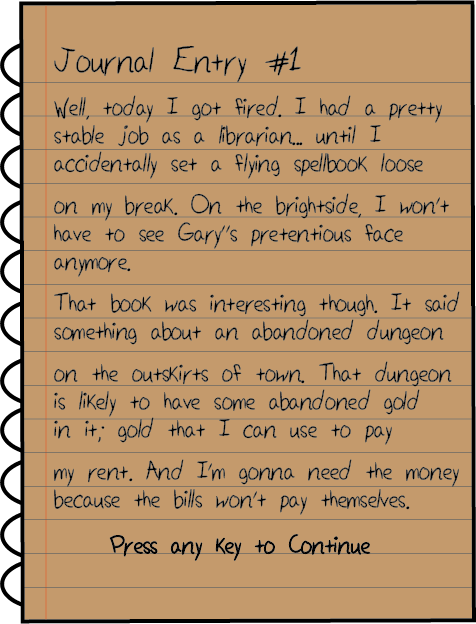 Journal Entry #1
Well, today I got fired. I had a pretty
stable job as a librarian... until I
accidentally set a flying spellbook loose
on my break. On the brightside, I won't
have to see Gary"s pretentious face
anymore.
That book was interesting though. It said
something about an abandoned dungeon
on the outskirts of town. That dungeon
is likely to have some abandoned gold
in it; gold that I can use to pay
my rent. And I'm gonna need the money
because the bills won't pay themselves.
Press any Key to Continue